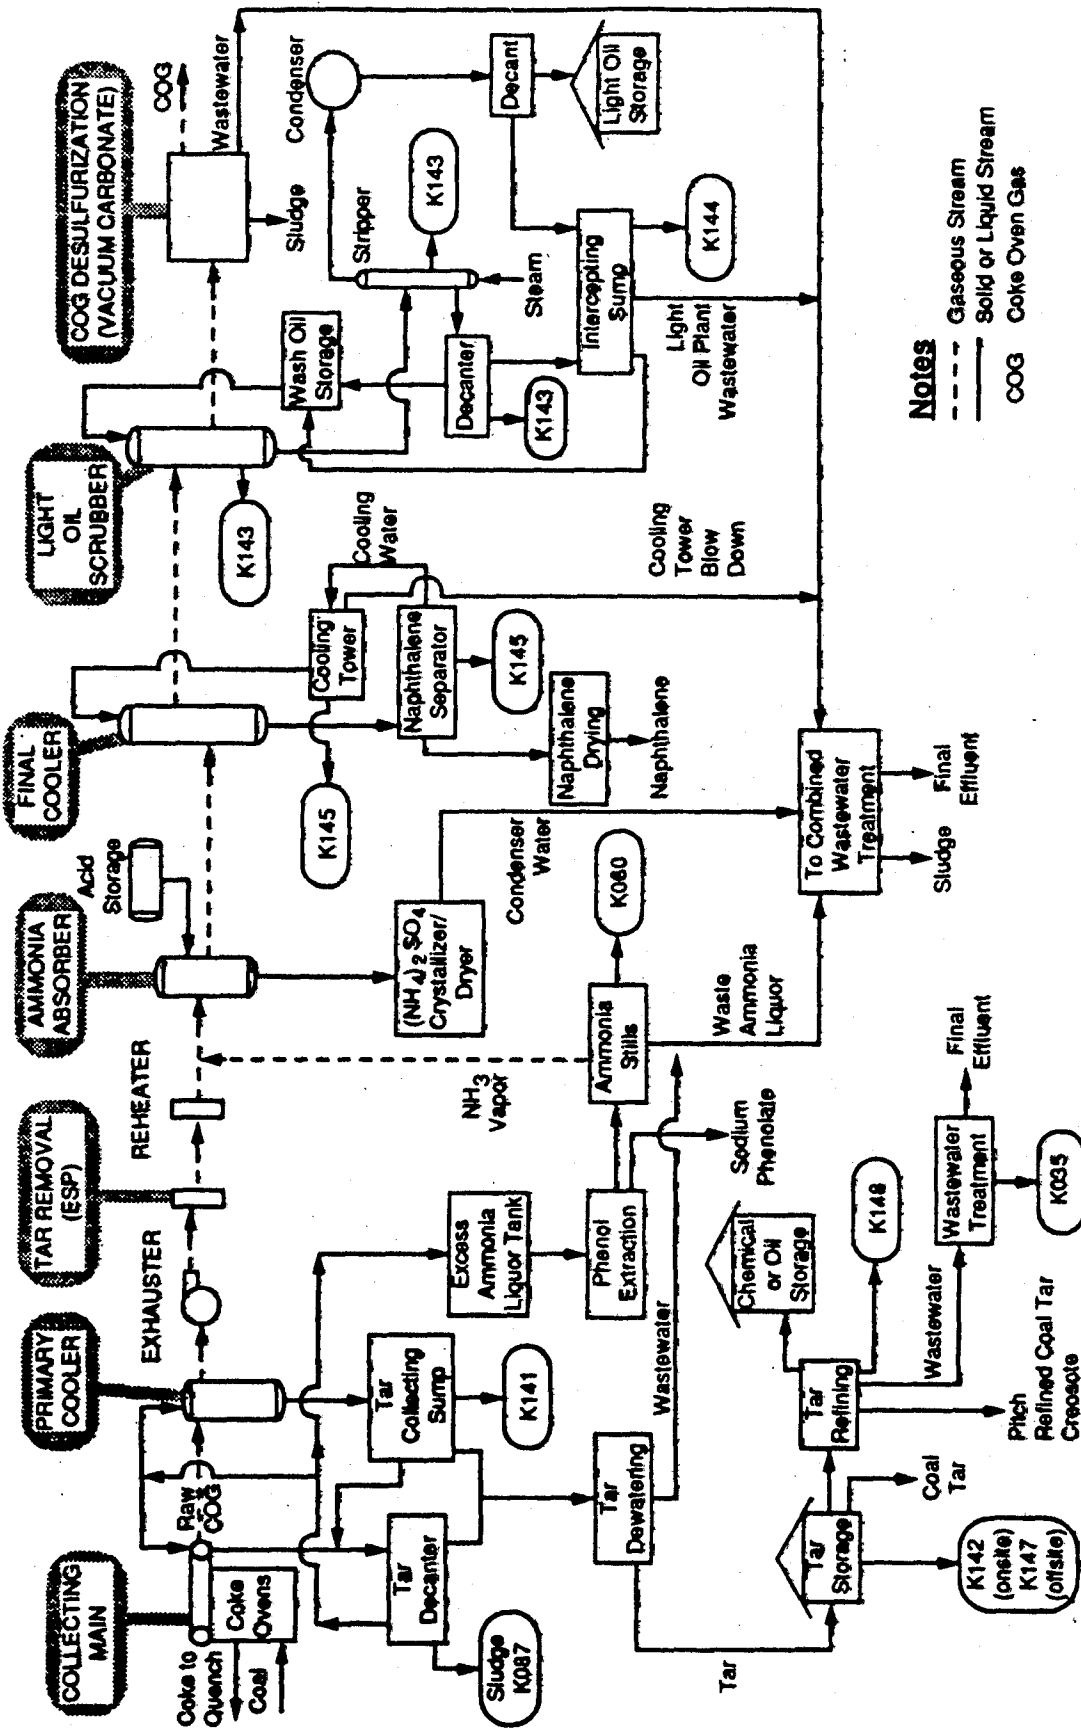 COLLECTING
MAIN
PRIMARY
COOLER
TAR REMOVAL
(ESP)
AMMONIA
ABSORBER
FINAL
COOLER
LIGHT
OIL
SCRUBBER
COG DESULFURIZATION
(VACUUM CARBONATE)
EXHAUSTER
REHEATER
Acid
Storage
COG
Wastewater
Sludge
Coke to
Quench
Coal
Coke
Ovens
Raw
COG
Tar
Decanter
Sludge
K087
Tar
Collecting
Sump
K141
Excess
Ammonia
Liquor Tank
Phenol
Extraction
Sodium
Phenolate
NH3
Vapor
Ammonia
Stills
K060
Waste
Ammonia
Liquor
(NH4)2 SO4
Crystallizer/
Dryer
Condenser
Water
K145
Cooling
Tower
Cooling
Water
Naphthalene
Separator
K145
Naphthalene
Drying
Naphthalene
Cooling
Tower
Blow
Down
K143
Wash Oil
Storage
Decanter
K143
Stripper
K143
Steam
Condenser
Decant
Light Oil
Storage
Intercepting
Sump
K144
Light
Oil Plant
Wastewater
To Combined
Wastewater
Treatment
Sludge
Final
Effluent
Tar
Dewatering
Wastewater
Tar
Tar
Storage
K142
(onsite)
K147
(offsite)
Coal
Tar
Tar
Refining
Chemical
or Oil
Storage
K148
Pitch
Refined Coal Tar
Creosote
Wastewater
Wastewater
Treatment
Final
Effluent
K035
Notes
Gaseous Stream
Solid or Liquid Stream
COG Coke Oven Gas